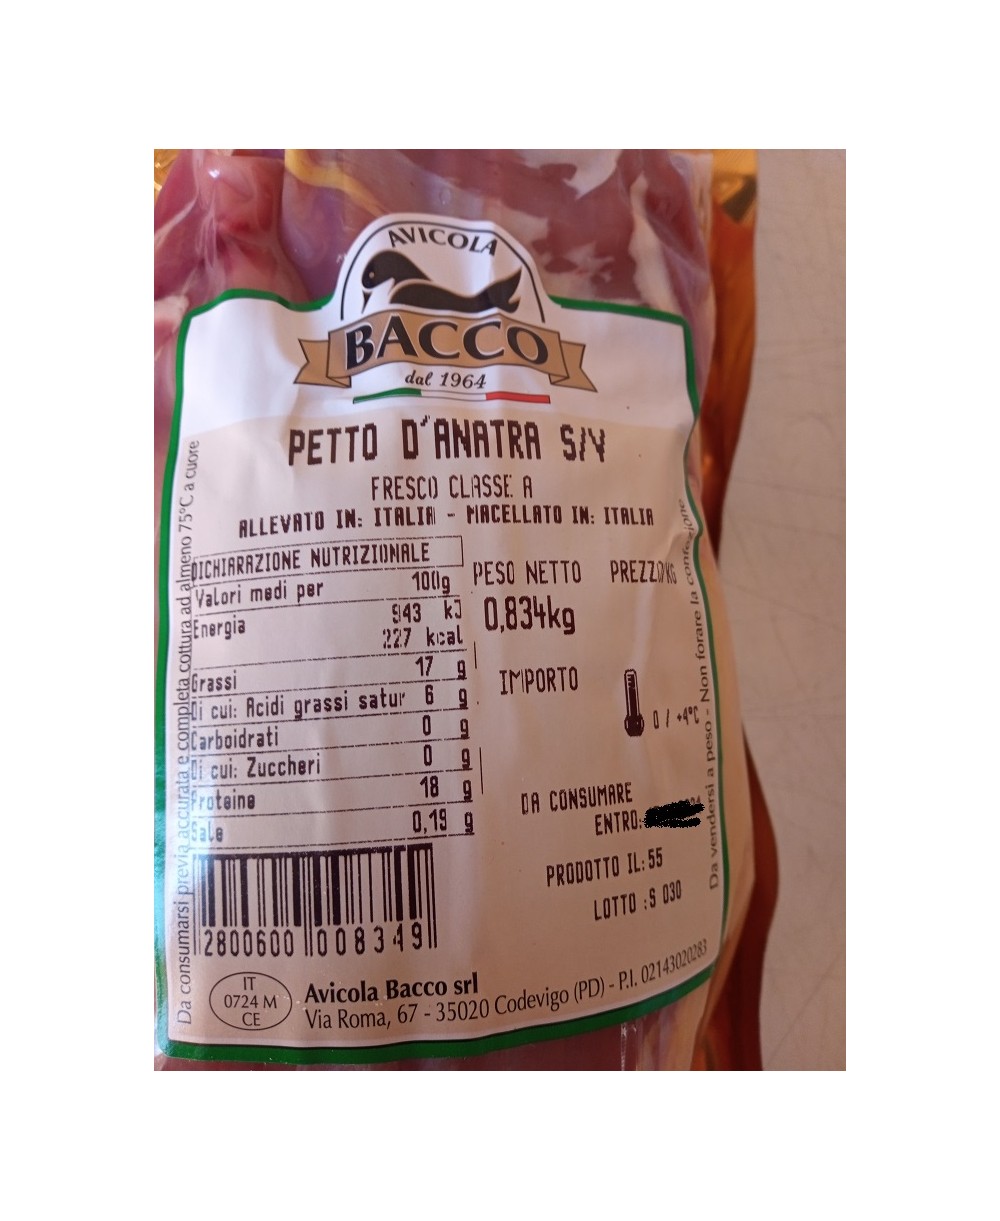 AVICOLA
BACCO
dal 1964
PETTO D'ANATRA S/V
FRESCO CLASSE A
ALLEVATO IN: ITALIA - MACELLATO IN: ITALIA
DICHIARAZIONE NUTRIZIONALE
Valori medi per 100g
Energia 943 kJ
227 kcal
Grassi 17 g
Di cui: Acidi grassi satur 6 g
Carboidrati 0 g
Di cui: Zuccheri 0 g
Proteine 18 g
Sale 0,19 g
PESO NETTO PREZZO/KG
0,834kg
IMPORTO
0 / +4°C
DA CONSUMARE
ENTRO:
PRODOTTO IL: 55
LOTTO :S 030
2800600 008349
IT
0724 M
CE
Avicola Bacco srl
Via Roma, 67 - 35020 Codevigo (PD) - P.I. 02143020283
Da consumarsi previa accurata e completa cottura ad almeno 75°C a cuore
Da vendersi a peso - Non forare la confezione